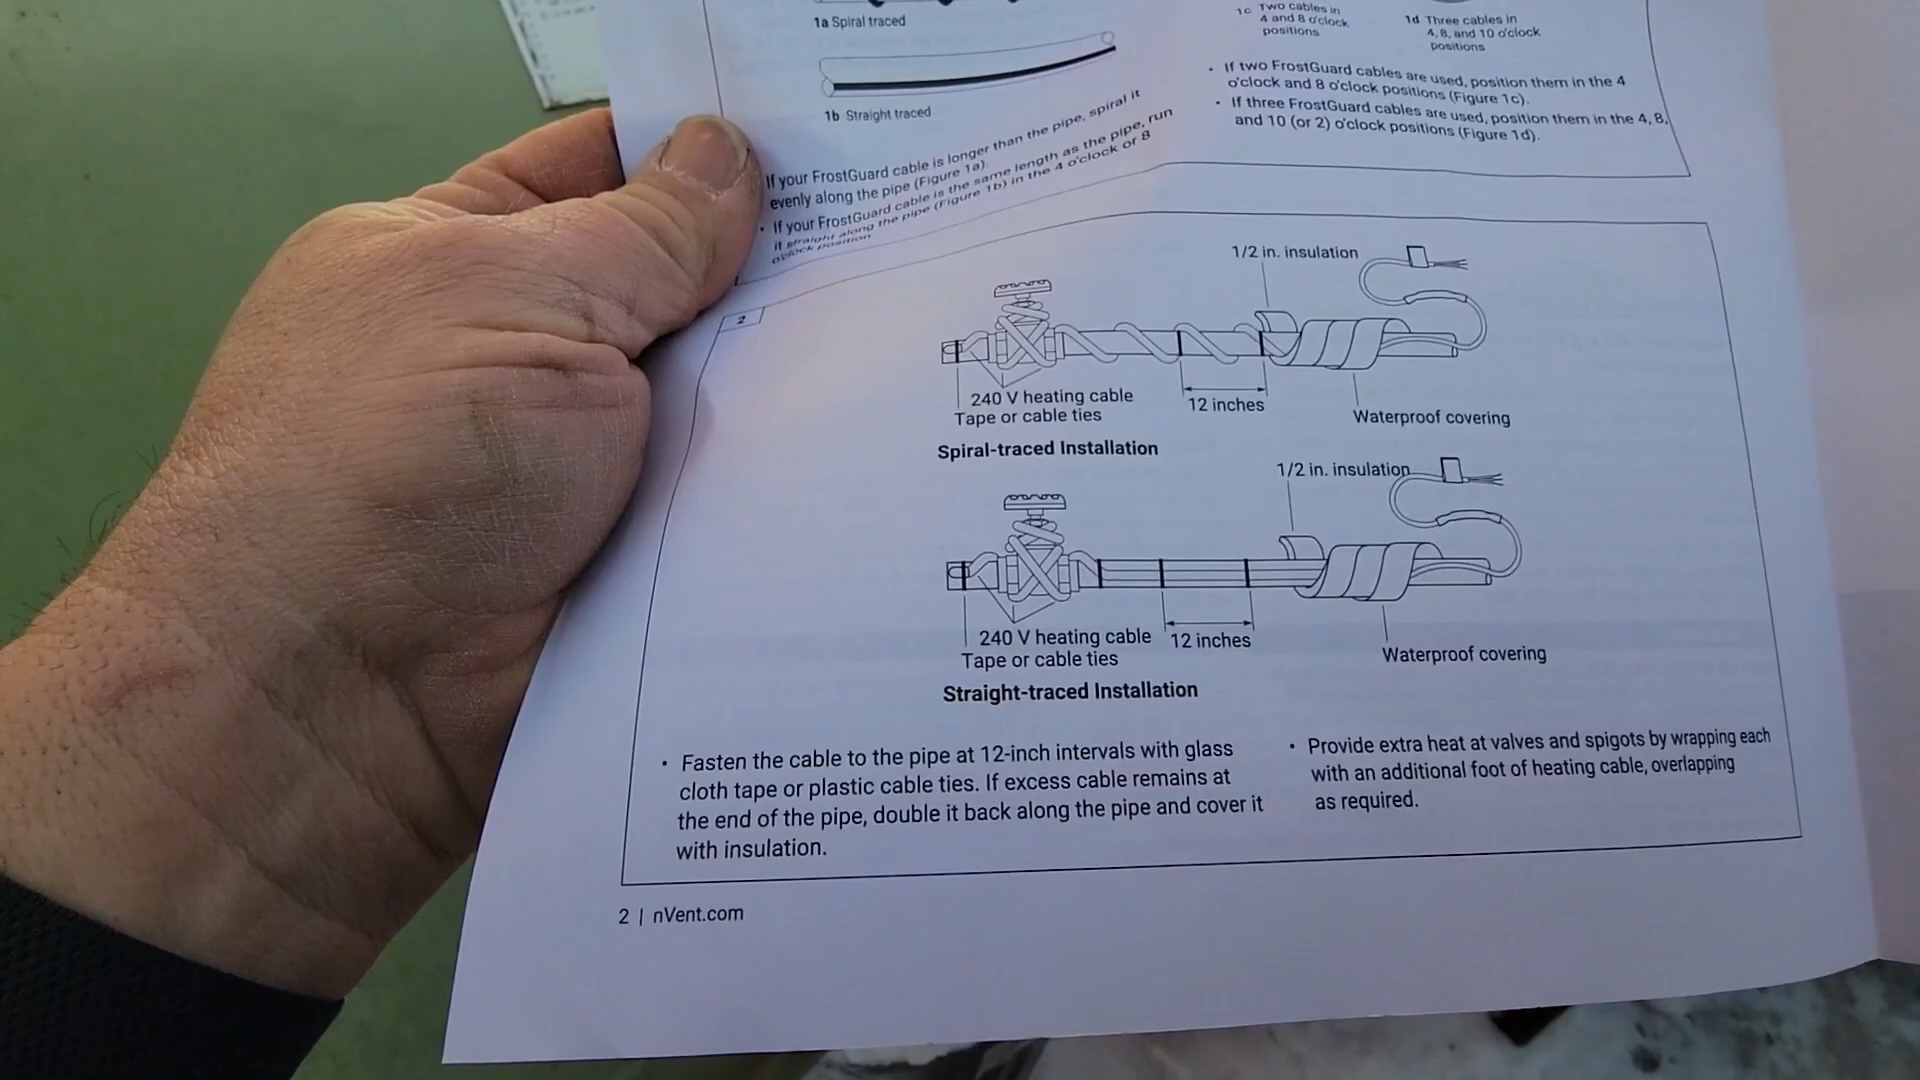 1a Spiral traced
1b Straight traced
If your FrostGuard cable is longer than the pipe, spiral it
evenly along the pipe (Figure 1a).
• If your FrostGuard cable is the same length as the pipe, run
it straight along the pipe (Figure 1b) in the 4 o'clock or 8
o'clock position
1c Two cables in
4 and 8 o'clock
positions
1d Three cables in
4, 8, and 10 o'clock
positions
• If two FrostGuard cables are used, position them in the 4
o'clock and 8 o'clock positions (Figure 1c).
• If three FrostGuard cables are used, position them in the 4, 8,
and 10 (or 2) o'clock positions (Figure 1d).
2
1/2 in. insulation
240 V heating cable
Tape or cable ties
12 inches
Waterproof covering
Spiral-traced Installation
1/2 in. insulation
240 V heating cable
Tape or cable ties
12 inches
Waterproof covering
Straight-traced Installation
• Fasten the cable to the pipe at 12-inch intervals with glass
cloth tape or plastic cable ties. If excess cable remains at
the end of the pipe, double it back along the pipe and cover it
with insulation.
• Provide extra heat at valves and spigots by wrapping each
with an additional foot of heating cable, overlapping
as required.
2 | nVent.com